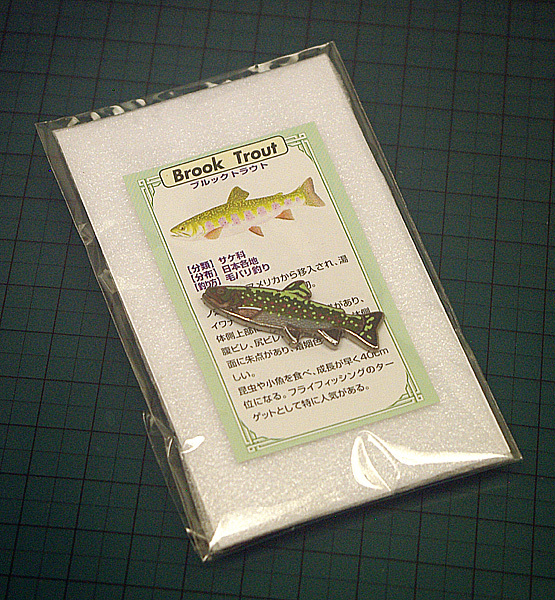 Brook Trout
ブルックトラウト
[分類] サケ科
[分布] 日本各地
[釣り方] 毛バリ釣り
メリカから移入され、湯
があり、
体側上部に
腹ビレ、尻ビレ
面に朱点があり、
しい。
昆虫や小魚を食べ、成長が早く40cm
位になる。フライフィッシングのター
ゲットとして特に人気がある。